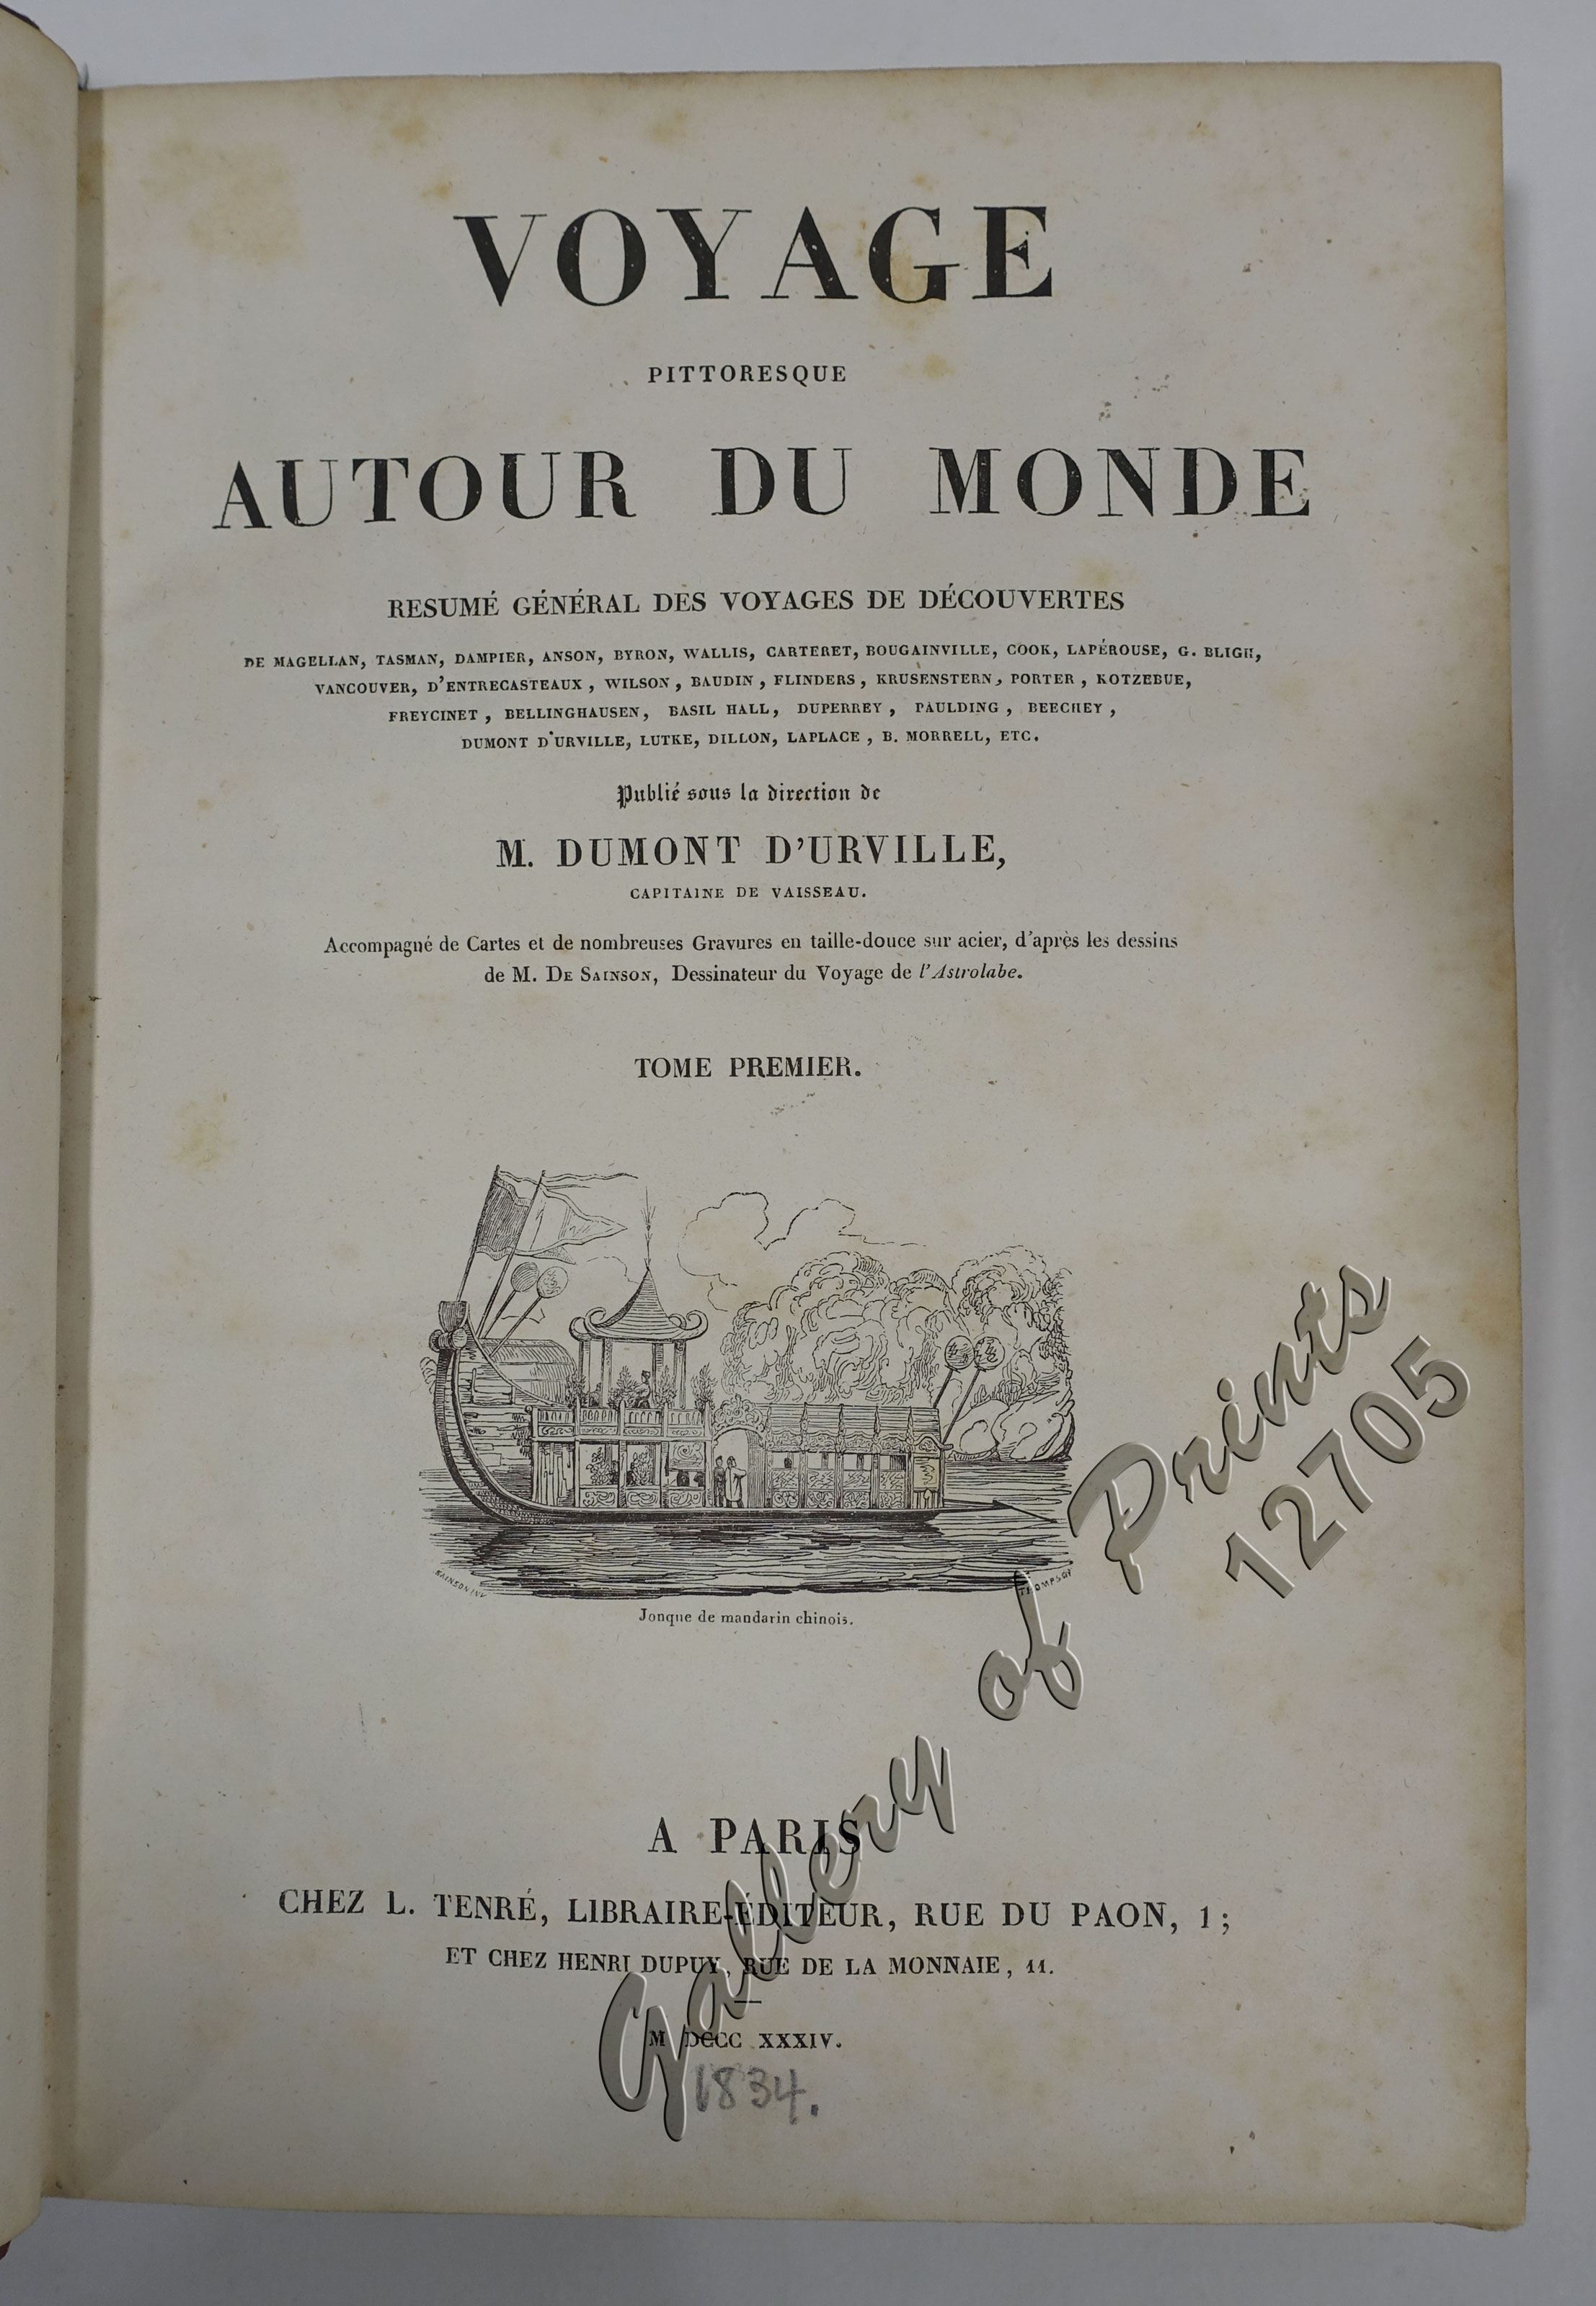 VOYAGE
PITTORESQUE
AUTOUR DU MONDE
RESUMÉ GÉNÉRAL DES VOYAGES DE DÉCOUVERTES
DE MAGELLAN, TASMAN, DAMPIER, ANSON, BYRON, WALLIS, CARTERET, BOUGAINVILLE, COOK, LAPÉROUSE, G. BLIGH,
VANCOUVER, D'ENTRECASTEAUX, WILSON, BAUDIN, FLINDERS, KRUSENSTERN, PORTER, KOTZEBUE,
FREYCINET, BELLINGHAUSEN, BASIL HALL, DUPERREY, PAULDING, BEECHEY,
DUMONT D'URVILLE, LUTKE, DILLON, LAPLACE, B. MORRELL, ETC.
Publié sous la direction de
M. DUMONT D'URVILLE,
CAPITAINE DE VAISSEAU.
Accompagné de Cartes et de nombreuses Gravures en taille-douce sur acier, d'après les dessins
de M. DE SAINSON, Dessinateur du Voyage de l'Astrolabe.
TOME PREMIER.
SAINSON INV
THOMPSON
Jonque de mandarin chinois.
A PARIS
CHEZ L. TENRÉ, LIBRAIRE-ÉDITEUR, RUE DU PAON, 1;
ET CHEZ HENRI DUPUY, RUE DE LA MONNAIE, 11.
M DCCC XXXIV.
1834.
Gallery of Prints
12705